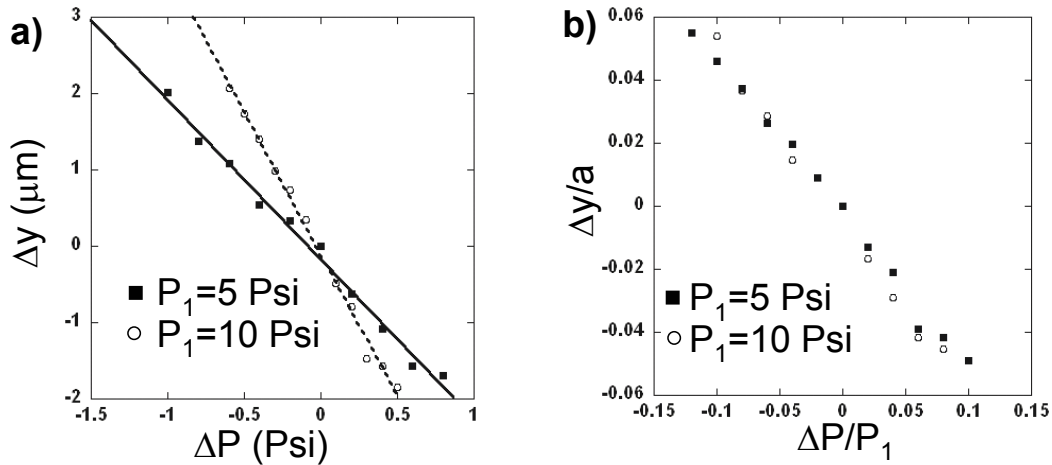 a)
3
2
1
0
-1
-2
Δy (μm)
P₁=5 Psi
P₁=10 Psi
-1.5 -1 -0.5 0 0.5 1
ΔP (Psi)
b)
0.06
0.04
0.02
0
-0.02
-0.04
-0.06
Δy/a
P₁=5 Psi
P₁=10 Psi
-0.15 -0.1 -0.05 0 0.05 0.1 0.15
ΔP/P₁